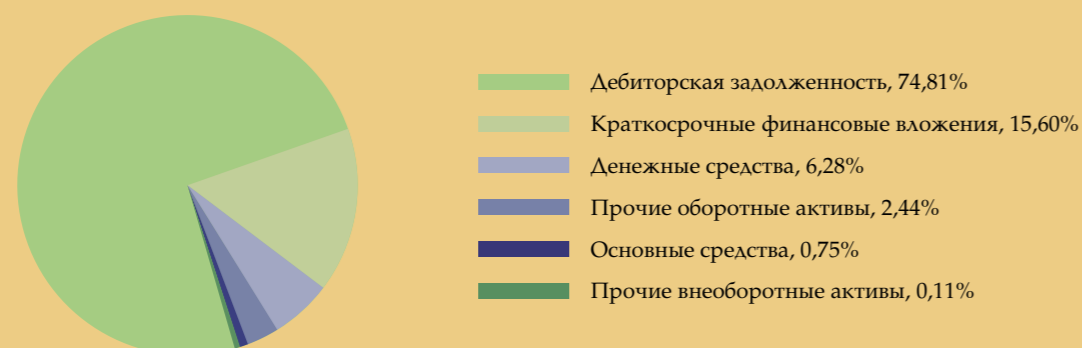 Дебиторская задолженность, 74,81%
Краткосрочные финансовые вложения, 15,60%
Денежные средства, 6,28%
Прочие оборотные активы, 2,44%
Основные средства, 0,75%
Прочие внеоборотные активы, 0,11%